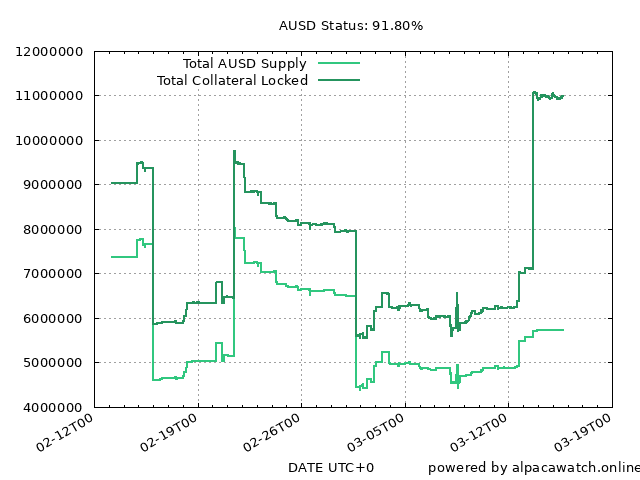 AUSD Status: 91.80%
12000000
11000000
10000000
9000000
8000000
7000000
6000000
5000000
4000000
Total AUSD Supply
Total Collateral Locked
02-12T00
02-19T00
02-26T00
03-05T00
03-12T00
03-19T00
DATE UTC+0
powered by alpacawatch.online